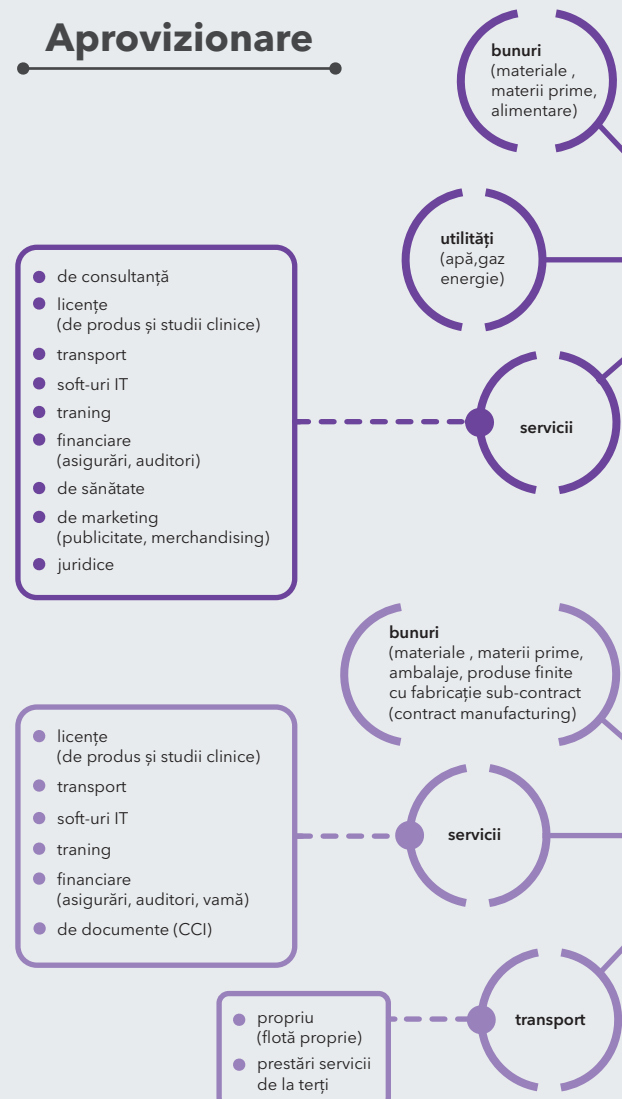 Aprovizionare
bunuri
(materiale ,
materii prime,
alimentare)
utilități
(apă,gaz
energie)
de consultanță
licențe
(de produs și studii clinice)
transport
soft-uri IT
traning
financiare
(asigurări, auditori)
de sănătate
de marketing
(publicitate, merchandising)
juridice
servicii
bunuri
(materiale , materii prime,
ambalaje, produse finite
cu fabricație sub-contract
(contract manufacturing)
licențe
(de produs și studii clinice)
transport
soft-uri IT
traning
financiare
(asigurări, auditori, vamă)
de documente (CCI)
servicii
transport
propriu
(flotă proprie)
prestări servicii
de la terți